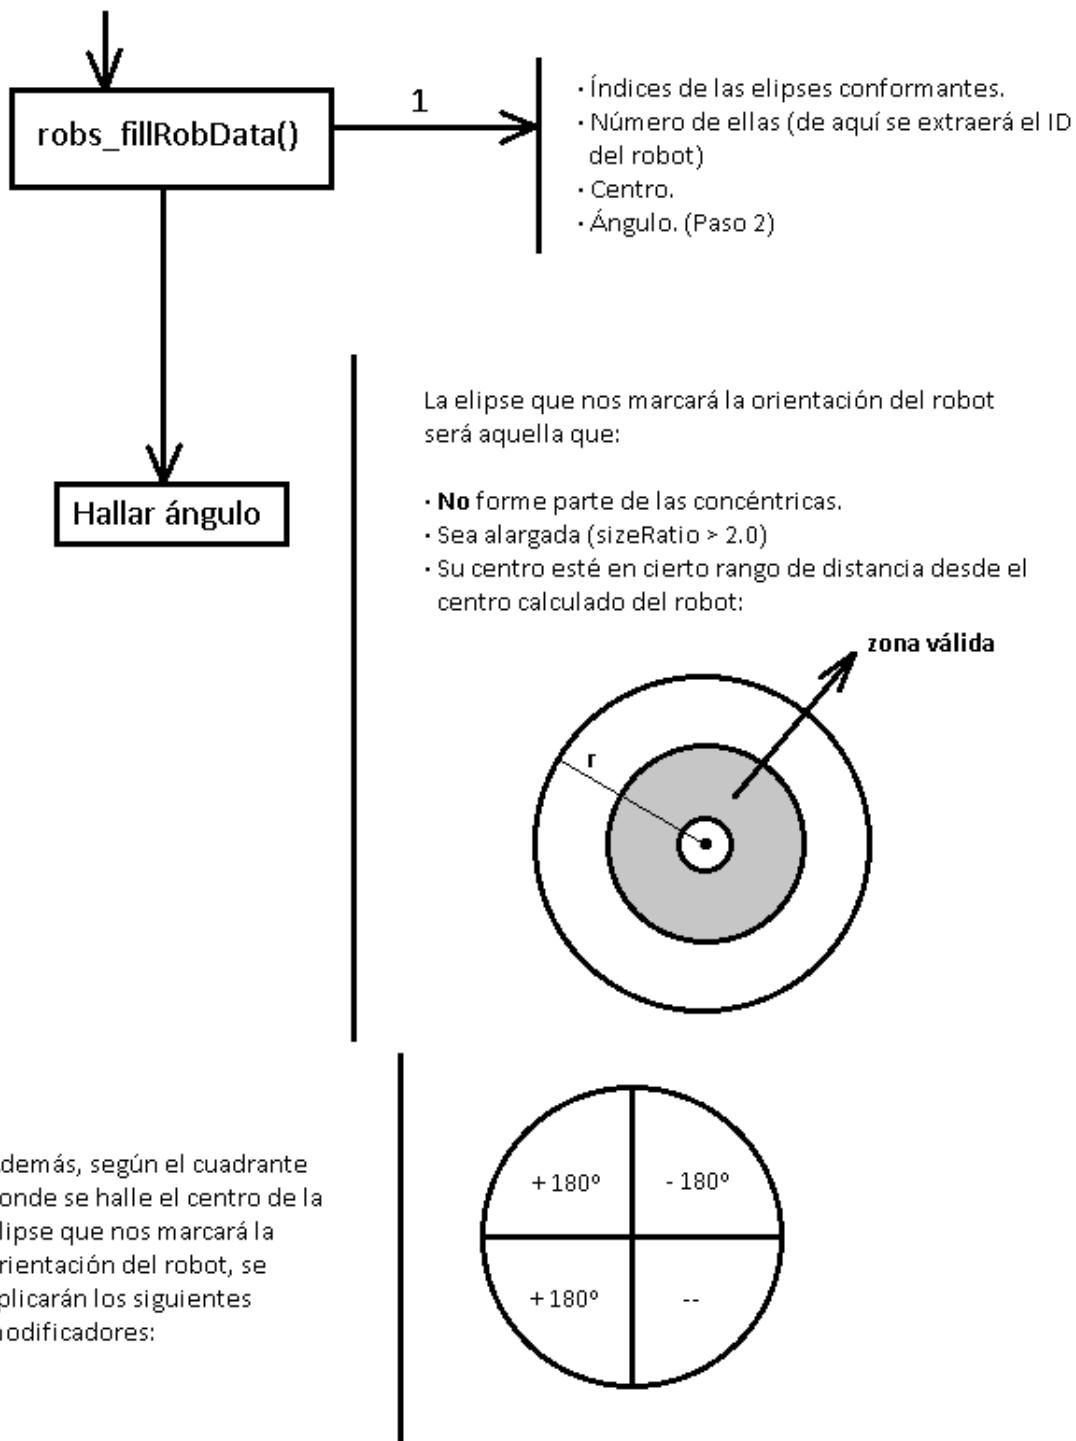 robs_fillRobData()
1
· Índices de las elipses conformantes.
· Número de ellas (de aquí se extraerá el ID
del robot)
· Centro.
· Ángulo. (Paso 2)
Hallar ángulo
La elipse que nos marcará la orientación del robot
será aquella que:
· No forme parte de las concéntricas.
· Sea alargada (sizeRatio > 2.0)
· Su centro esté en cierto rango de distancia desde el
centro calculado del robot:
zona válida
r
demás, según el cuadrante
onde se halle el centro de la
lipse que nos marcará la
rientación del robot, se
plicarán los siguientes
odificadores:
+ 180º
- 180º
+ 180º
--